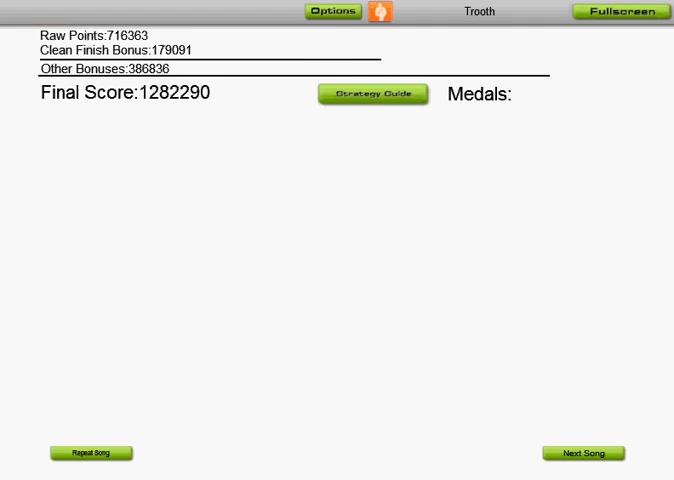 Options
Trooth
Fullscreen
Raw Points:716363
Clean Finish Bonus:179091
Other Bonuses:386836
Final Score:1282290
Strategy Guide
Medals:
Repeat Song
Next Song